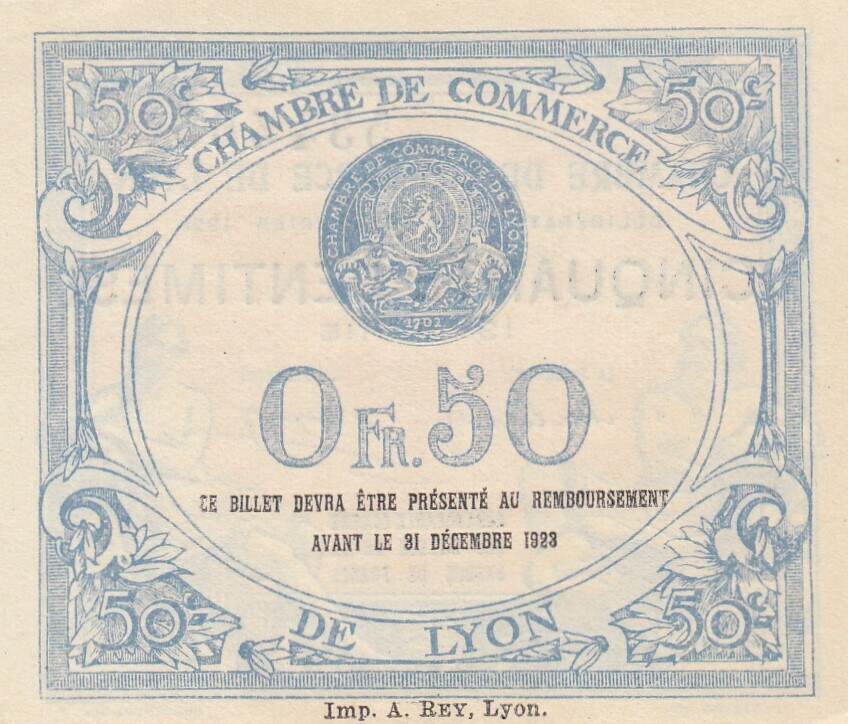 50c. 50c.
CHAMBRE DE COMMERCE
CHAMBRE DE COMMERCE DE LYON
1702
0 FR. 50
CE BILLET DEVRA ÊTRE PRÉSENTÉ AU REMBOURSEMENT
AVANT LE 31 DÉCEMBRE 1923
50c. 50c.
DE LYON
Imp. A. REY, Lyon.